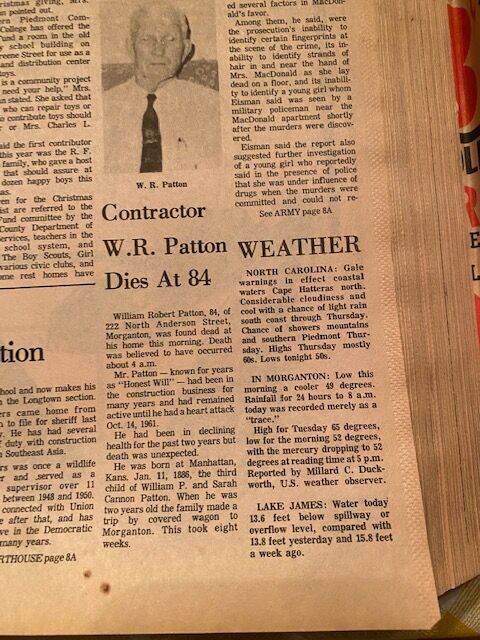 ristmas giving, Mrs.
on pointed out.
ern Piedmont Com-
College has offered the
Fund a room in the old
y school building on
Greene Street for use as a
and distribution center
toys.
is a community project
need your help," Mrs.
n stated. She asked that
who can repair toys or
contribute toys should
r or Mrs. Charles L.
aid the first contributor
this year was the R. F.
family, who gave a host
that should assure at
dozen happy boys this
as.
ven for the Christmas
ist are referred to the
Fund committee by the
County Department of
ervices, teachers in the
school system, and
The Boy Scouts, Girl
various civic clubs, and
me rest homes have
tion
chool and now makes his
the Longtown section.
ers came home from
n to file for sheriff last
y. He has had several
f duty with construction
Southeast Asia.
rs was once a wildlife
er and served as a
supervisor over 11
between 1948 and 1950.
connected with Union
e after that, and has
ve in the Democratic
many years.
RTHOUSE page 8A
W. R. Patton
Contractor
W.R. Patton
Dies At 84
William Robert Patton, 84, of
222 North Anderson Street,
Morganton, was found dead at
his home this morning. Death
was believed to have occurred
about 4 a.m.
Mr. Patton — known for years
as "Honest Will" — had been in
the construction business for
many years and had remained
active until he had a heart attack
Oct. 14, 1961.
He had been in declining
health for the past two years but
death was unexpected.
He was born at Manhattan,
Kans. Jan. 11, 1886, the third
child of William P. and Sarah
Cannon Patton. When he was
two years old the family made a
trip by covered wagon to
Morganton. This took eight
weeks.
ed several factors in MacDon-
ald's favor.
Among them, he said, were
the prosecution's inability to
identify certain fingerprints at
the scene of the crime, its in-
ability to identify strands of
hair in and near the hand of
Mrs. MacDonald as she lay
dead on a floor, and its inabili-
ty to identify a young girl whom
Eisman said was seen by a
military policeman near the
MacDonald apartment shortly
after the murders were discov-
ered.
Eisman said the report also
suggested further investigation
of a young girl who reportedly
said in the presence of police
that she was under influence of
drugs when the murders were
committed and could not re-
See ARMY page 8A
WEATHER
NORTH CAROLINA: Gale
warnings in effect coastal
waters Cape Hatteras north.
Considerable cloudiness and
cool with a chance of light rain
south coast through Thursday.
Chance of showers mountains
and southern Piedmont Thur-
sday. Highs Thursday mostly
60s. Lows tonight 50s.
IN MORGANTON: Low this
morning a cooler 49 degrees.
Rainfall for 24 hours to 8 a.m.
today was recorded merely as a
"trace."
High for Tuesday 65 degrees,
low for the morning 52 degrees,
with the mercury dropping to 52
degrees at reading time at 5 p.m.
Reported by Millard C. Duck-
worth, U.S. weather observer.
LAKE JAMES: Water today
13.6 feet below spillway or
overflow level, compared with
13.8 feet yesterday and 15.8 feet
a week ago.